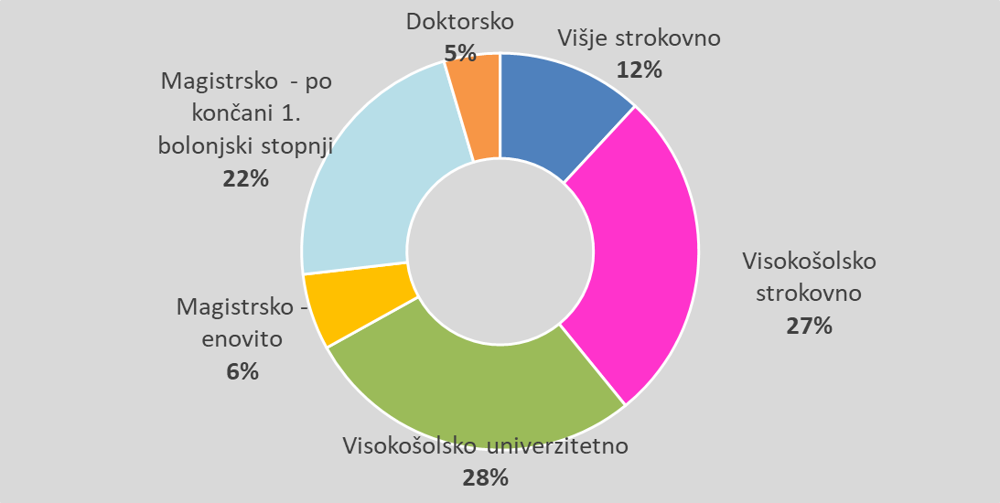 Doktorsko
5%
Višje strokovno
12%
Magistrsko - po
končani 1.
bolonjski stopnji
22%
Visokošolsko
strokovno
27%
Magistrsko -
enovito
6%
Visokošolsko univerzitetno
28%